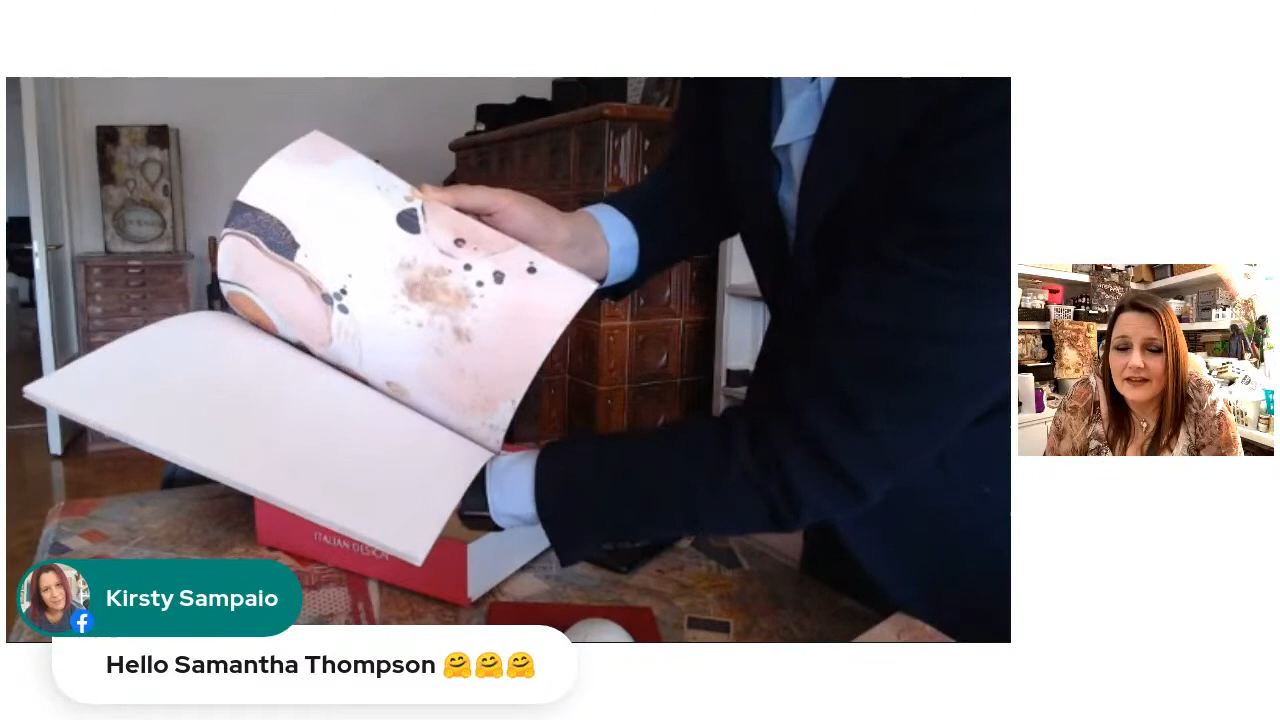 ITALIAN DESIGN
Kirsty Sampaio
Hello Samantha Thompson 🤗🤗🤗